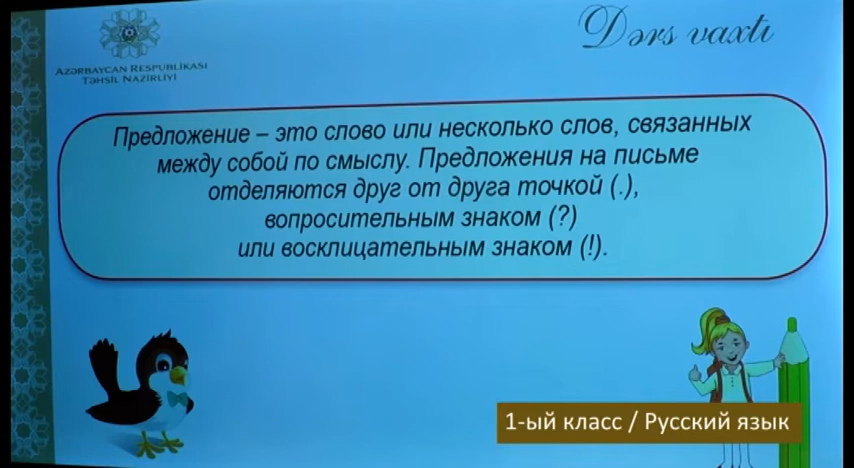 AZƏRBAYCAN RESPUBLİKASI
TƏHSİL NAZİRLİYİ
Dərs vaxtı
Предложение – это слово или несколько слов, связанных
между собой по смыслу. Предложения на письме
отделяются друг от друга точкой (.),
вопросительным знаком (?)
или восклицательным знаком (!).
1-ый класс / Русский язык